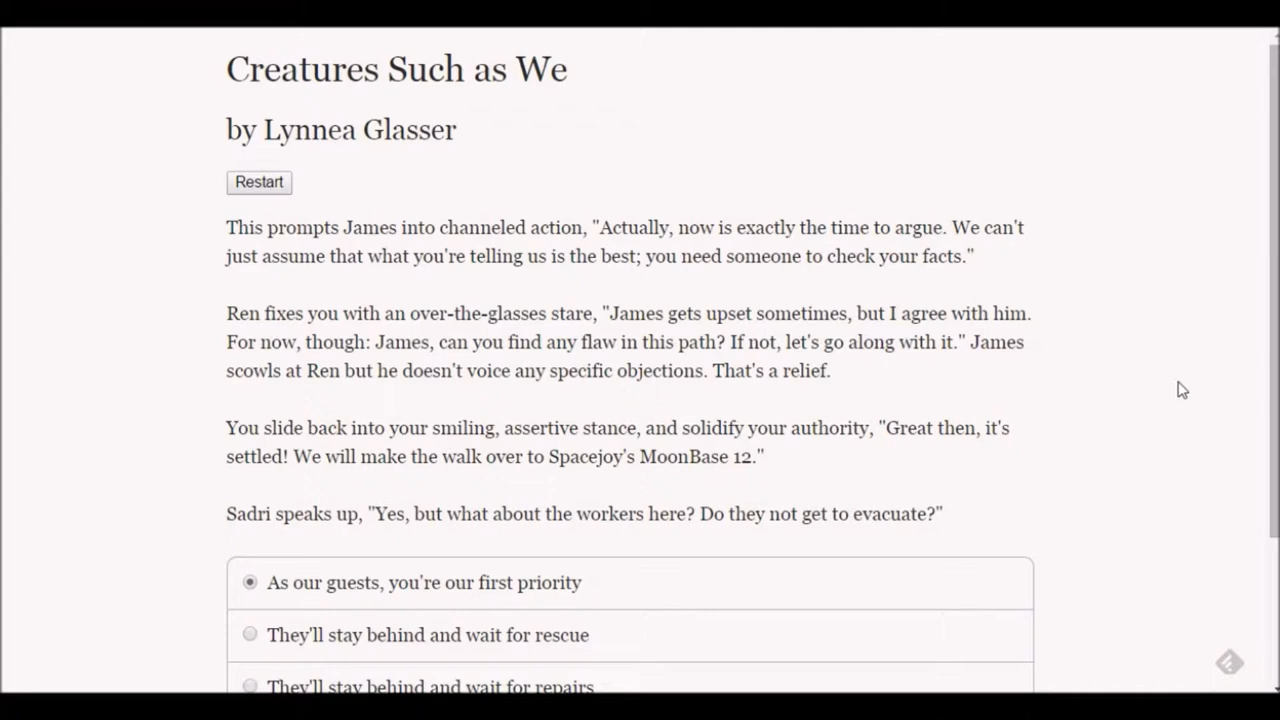 Creatures Such as We
by Lynnea Glasser
Restart
This prompts James into channeled action, "Actually, now is exactly the time to argue. We can't
just assume that what you're telling us is the best; you need someone to check your facts."
Ren fixes you with an over-the-glasses stare, "James gets upset sometimes, but I agree with him.
For now, though: James, can you find any flaw in this path? If not, let's go along with it." James
scowls at Ren but he doesn't voice any specific objections. That's a relief.
You slide back into your smiling, assertive stance, and solidify your authority, "Great then, it's
settled! We will make the walk over to Spacejoy's MoonBase 12."
Sadri speaks up, "Yes, but what about the workers here? Do they not get to evacuate?"
As our guests, you're our first priority
They'll stay behind and wait for rescue
They'll stay behind and wait for repairs